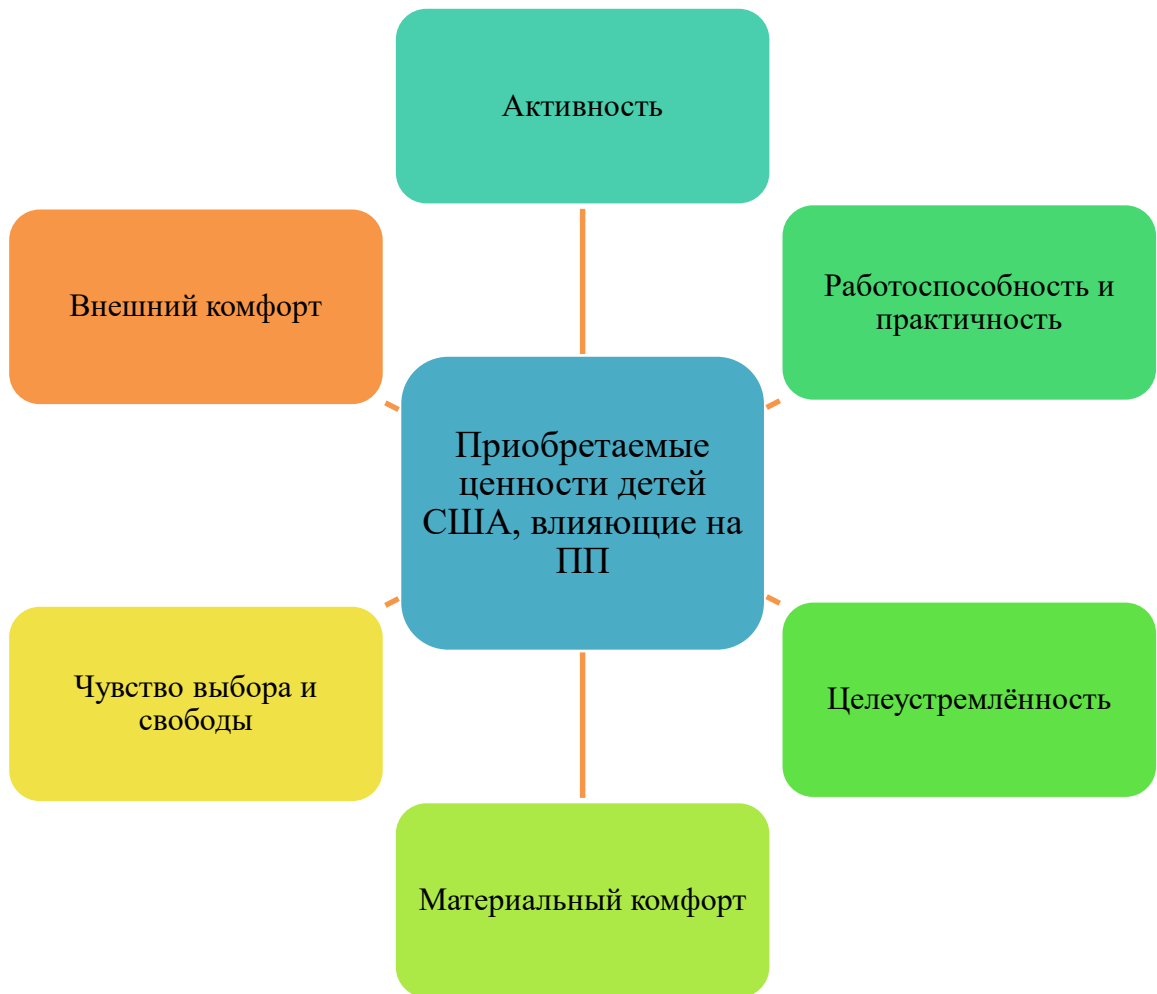 Активность
Внешний комфорт
Работоспособность и
практичность
Приобретаемые
ценности детей
США, влияющие на
ПП
Чувство выбора и
свободы
Целеустремлённость
Материальный комфорт